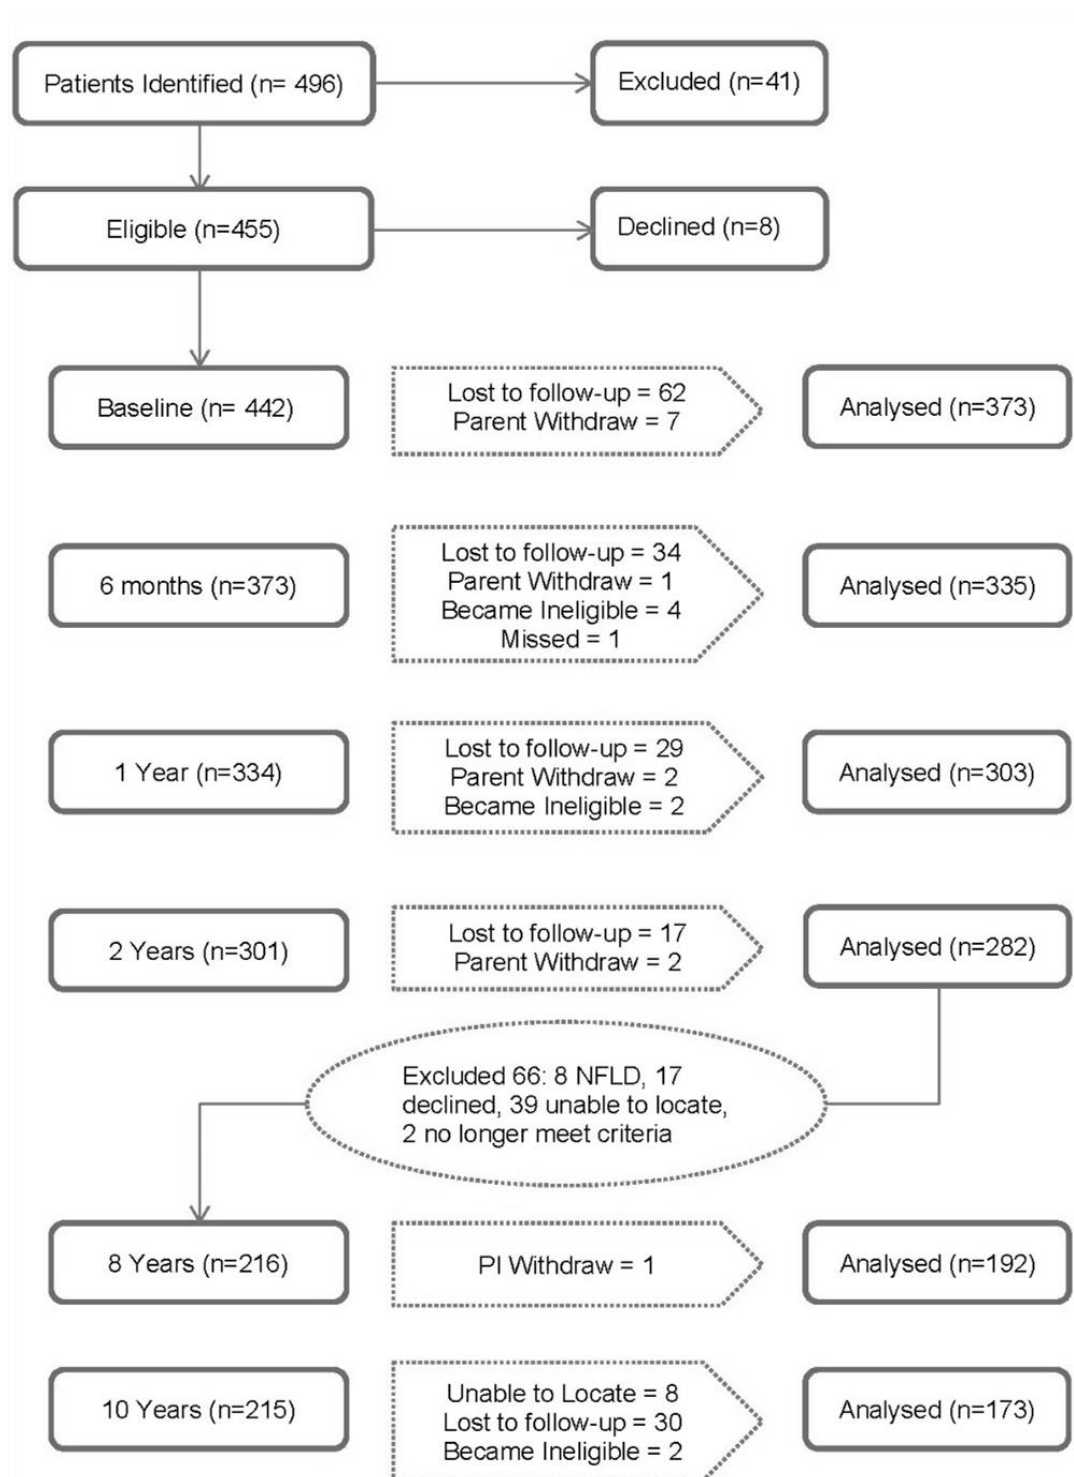 Patients Identified (n= 496)
Excluded (n=41)
Eligible (n=455)
Declined (n=8)
Baseline (n= 442)
Lost to follow-up = 62
Parent Withdraw = 7
Analysed (n=373)
6 months (n=373)
Lost to follow-up = 34
Parent Withdraw = 1
Became Ineligible = 4
Missed = 1
Analysed (n=335)
1 Year (n=334)
Lost to follow-up = 29
Parent Withdraw = 2
Became Ineligible = 2
Analysed (n=303)
2 Years (n=301)
Lost to follow-up = 17
Parent Withdraw = 2
Analysed (n=282)
Excluded 66: 8 NFLD, 17
declined, 39 unable to locate,
2 no longer meet criteria
8 Years (n=216)
PI Withdraw = 1
Analysed (n=192)
10 Years (n=215)
Unable to Locate = 8
Lost to follow-up = 30
Became Ineligible = 2
Analysed (n=173)